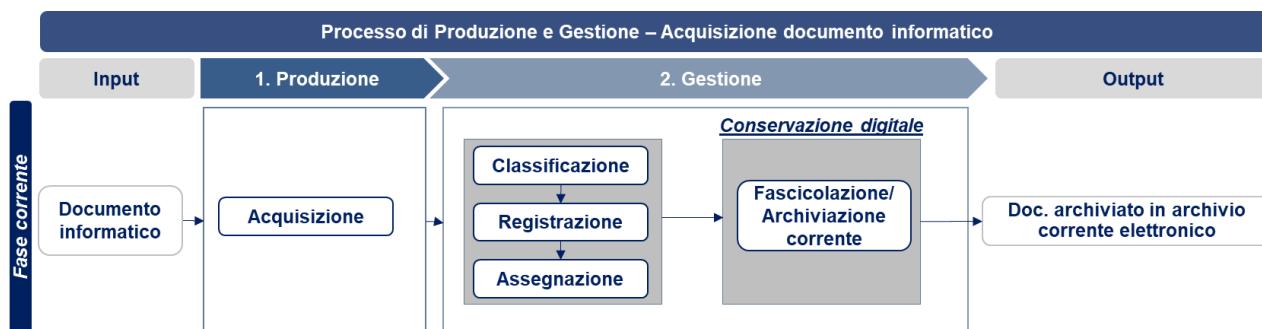 Processo di Produzione e Gestione – Acquisizione documento informatico
Input
1. Produzione
2. Gestione
Output
Fase corrente
Documento
informatico
Acquisizione
Classificazione
Registrazione
Assegnazione
Conservazione digitale
Fascicolazione/
Archiviazione
corrente
Doc. archiviato in archivio
corrente elettronico